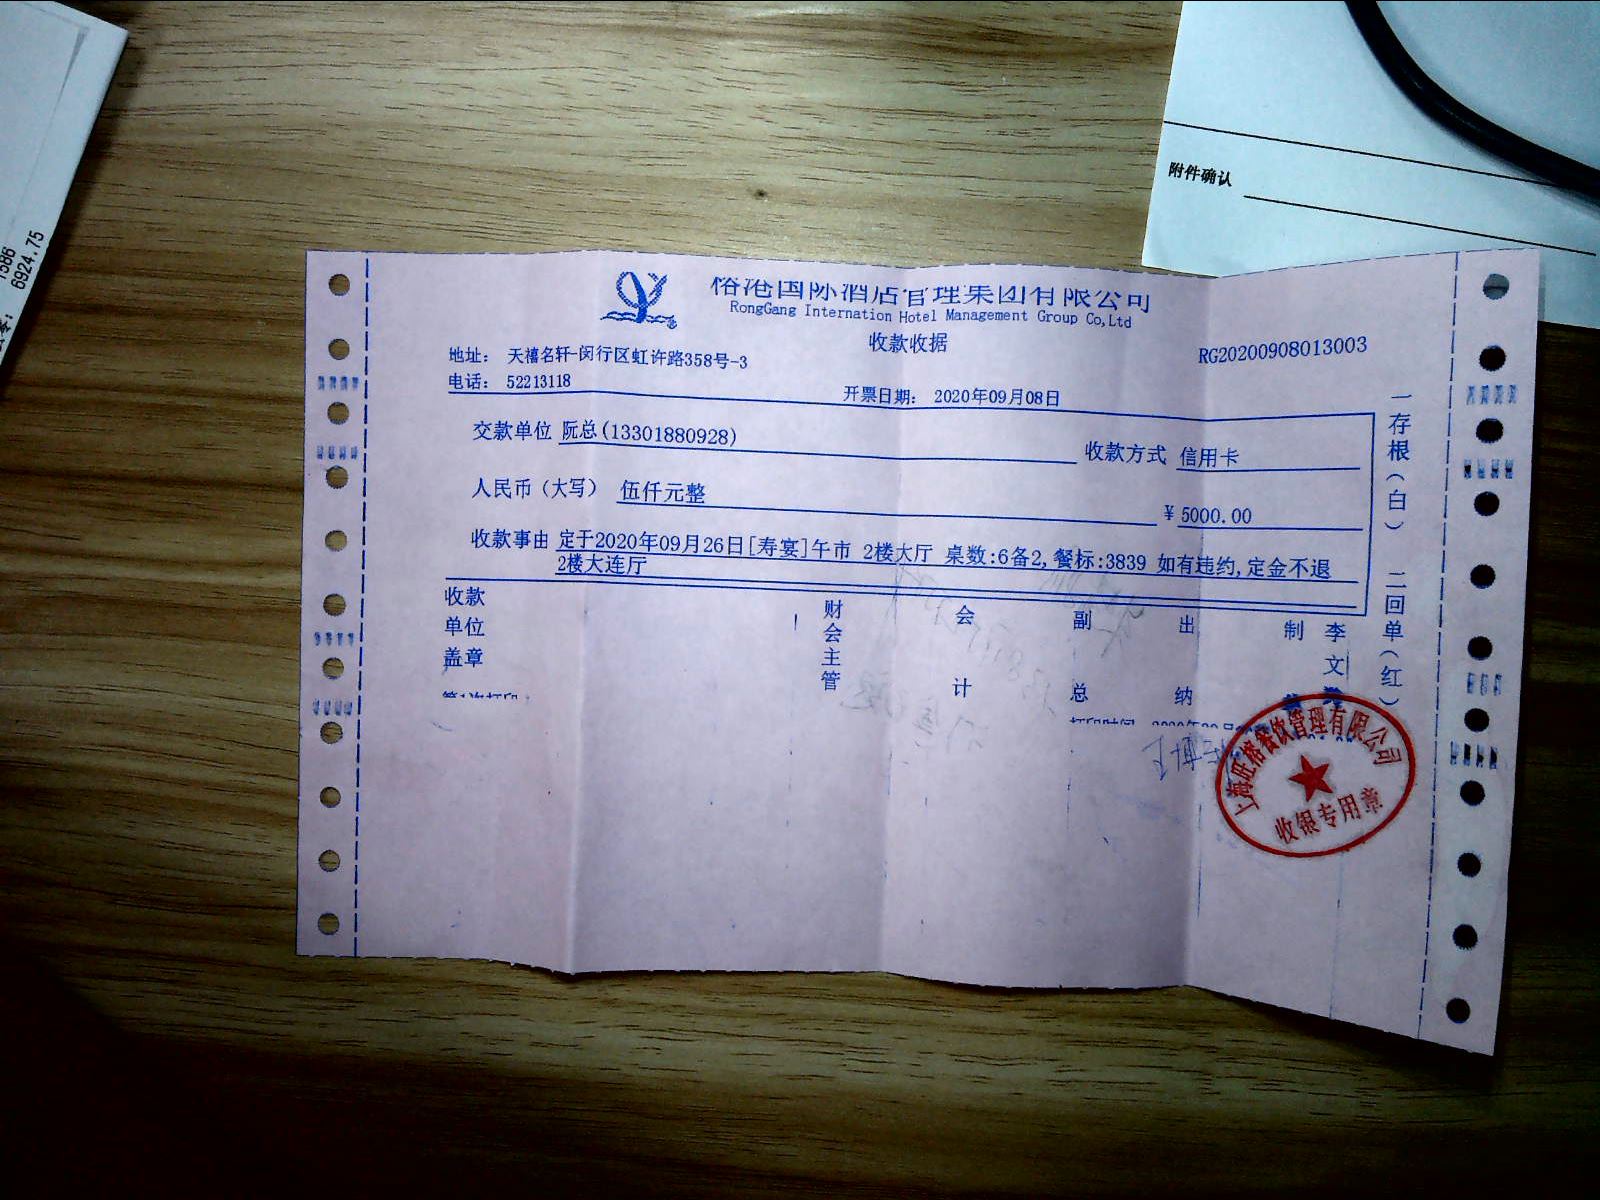 附件确认
6924.75
榕港国际酒店管理集团有限公司
RongGang Internation Hotel Management Group Co,Ltd
收款收据
RG20200908013003
地址： 天禧名轩-闵行区虹许路358号-3
电话： 52213118
开票日期： 2020年09月08日
交款单位 阮总(13301880928)
收款方式 信用卡
人民币（大写） 伍仟元整
￥5000.00
收款事由 定于2020年09月26日[寿宴]午市 2楼大厅 桌数:6备2,餐标:3839 如有违约,定金不退
2楼大连厅
一存根（白） 二回单（红）
收款单位盖章
财会主管
会计
副总
出纳
制
李文
上海旺榕餐饮管理有限公司
收银专用章